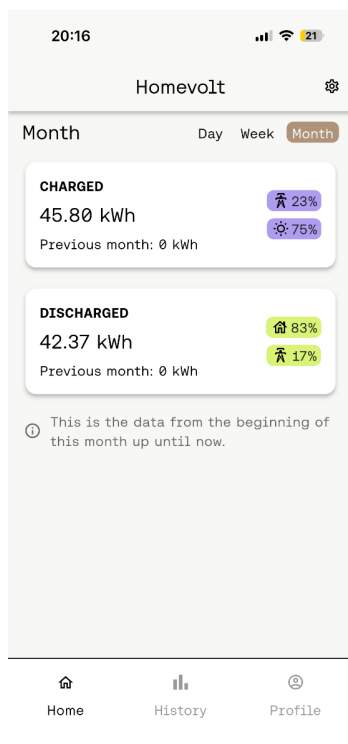 20:16
21
Homevolt
Month
Day Week Month
CHARGED
45.80 kWh
Previous month: 0 kWh
23%
75%
DISCHARGED
42.37 kWh
Previous month: 0 kWh
83%
17%
This is the data from the beginning of
this month up until now.
Home History Profile